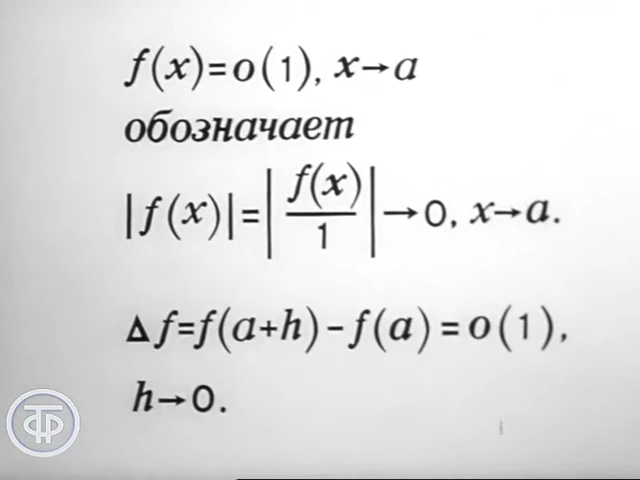 f(x)=o(1), x→a
обозначает
|f(x)|=|f(x)/1|→0, x→a.
Δf=f(a+h)-f(a)=o(1),
h→0.